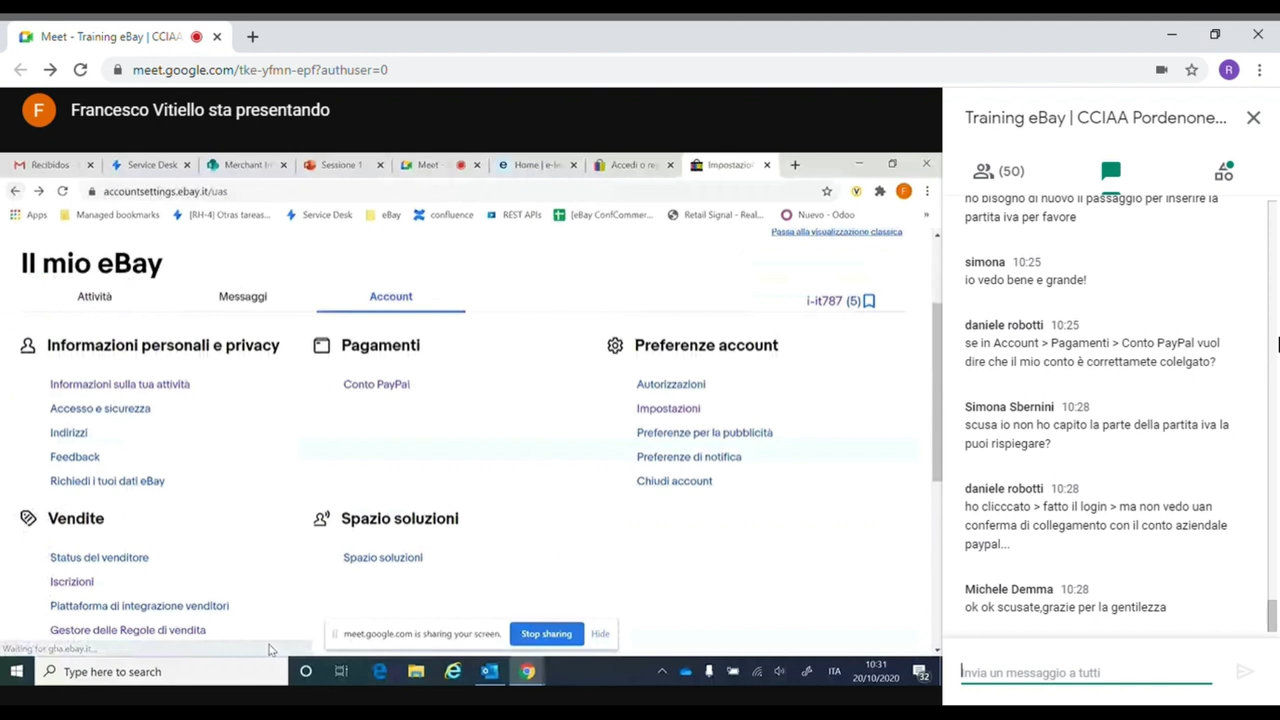 Meet - Training eBay | CCIAA
meet.google.com/tke-yfmn-epf?authuser=0
R
F
Francesco Vitiello sta presentando
Recibidos
Service Desk
Merchant
Sessione 1
Meet
Home | e-le
Accedi o re
Impostazio
accountsettings.ebay.it/uas
F
Apps
Managed bookmarks
[RH-4] Otras tareas...
Service Desk
eBay
confluence
REST APIs
[eBay ConfCommer...
Retail Signal - Real...
Nuevo - Odoo
»
Passa alla visualizzazione classica
Il mio eBay
Attività
Messaggi
Account
i-it787 (5)
Informazioni personali e privacy
Informazioni sulla tua attività
Accesso e sicurezza
Indirizzi
Feedback
Richiedi i tuoi dati eBay
Pagamenti
Conto PayPal
Preferenze account
Autorizzazioni
Impostazioni
Preferenze per la pubblicità
Preferenze di notifica
Chiudi account
Vendite
Status del venditore
Iscrizioni
Piattaforma di integrazione venditori
Gestore delle Regole di vendita
Spazio soluzioni
Spazio soluzioni
meet.google.com is sharing your screen.
Stop sharing
Hide
Waiting for gha.ebay.it...
Type here to search
ITA
10:31
20/10/2020
32
Training eBay | CCIAA Pordenone...
(50)
ho bisogno di nuovo il passaggio per inserire la
partita iva per favore
simona 10:25
io vedo bene e grande!
daniele robotti 10:25
se in Account > Pagamenti > Conto PayPal vuol
dire che il mio conto è correttamete colelgato?
Simona Sbernini 10:28
scusa io non ho capito la parte della partita iva la
puoi rispiegare?
daniele robotti 10:28
ho clicccato > fatto il login > ma non vedo uan
conferma di collegamento con il conto aziendale
paypal...
Michele Demma 10:28
ok ok scusate,grazie per la gentilezza
Invia un messaggio a tutti